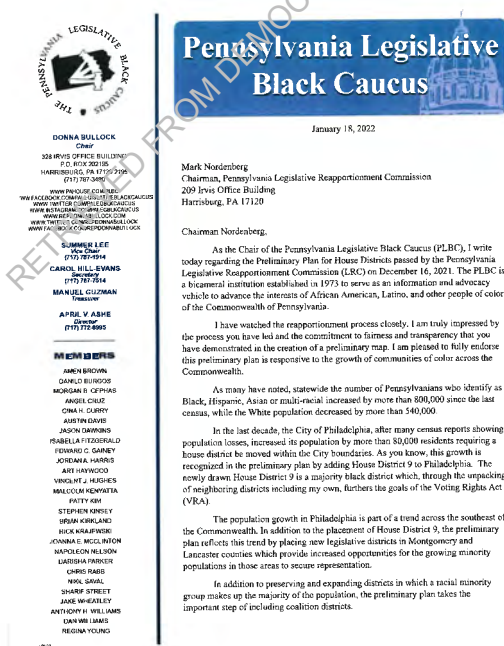 THE PENNSYLVANIA LEGISLATIVE BLACK CAUCUS
4
DONNA BULLOCK
Chair
328 IRVIS OFFICE BUILDING
P.O. BOX 202195
HARRISBURG, PA 17120 2195
(717) 787-3480
SUMMER LEE
Vice Chair
(717) 787-1914
CAROL HILL-EVANS
Secretary
(717) 787-7514
MANUEL GUZMAN
Treasurer
APRIL V. ASHE
Director
(717) 772-6955
MEMBERS
AMEN BROWN
DANILO BURGOS
MORGAN B. CEPHAS
ANGEL CRUZ
GINA H. CURRY
AUSTIN DAVIS
JASON DAWKINS
ISABELLA FITZGERALD
EDWARD C. GAINEY
JORDAN A. HARRIS
ART HAYWOOD
VINCENT J. HUGHES
MALCOLM KENYATTA
PATTY KIM
STEPHEN KINSEY
BRIAN KIRKLAND
RICK KRAJEWSKI
JOANNA E. MCCLINTON
NAPOLEON NELSON
DARISHA PARKER
CHRIS RABB
NIKIL SAVAL
SHARIF STREET
JAKE WHEATLEY
ANTHONY H. WILLIAMS
DAN WILLIAMS
REGINA YOUNG
Pennsylvania Legislative
Black Caucus
January 18, 2022
Mark Nordenberg
Chairman, Pennsylvania Legislative Reapportionment Commission
209 Irvis Office Building
Harrisburg, PA 17120
Chairman Nordenberg,
As the Chair of the Pennsylvania Legislative Black Caucus (PLBC), I write
today regarding the Preliminary Plan for House Districts passed by the Pennsylvania
Legislative Reapportionment Commission (LRC) on December 16, 2021. The PLBC is
a bicameral institution established in 1973 to serve as an information and advocacy
vehicle to advance the interests of African American, Latino, and other people of color
of the Commonwealth of Pennsylvania.
I have watched the reapportionment process closely. I am truly impressed by
the process you have led and the commitment to fairness and transparency that you
have demonstrated in the creation of a preliminary map. I am pleased to fully endorse
this preliminary plan is responsive to the growth of communities of color across the
Commonwealth.
As many have noted, statewide the number of Pennsylvanians who identify as
Black, Hispanic, Asian or multi-racial increased by more than 800,000 since the last
census, while the White population decreased by more than 540,000.
In the last decade, the City of Philadelphia, after many census reports showing
population losses, increased its population by more than 80,000 residents requiring a
house district be moved within the City boundaries. As you know, this growth is
recognized in the preliminary plan by adding House District 9 to Philadelphia. The
newly drawn House District 9 is a majority black district which, through the unpacking
of neighboring districts including my own, furthers the goals of the Voting Rights Act
(VRA).
The population growth in Philadelphia is part of a trend across the southeast of
the Commonwealth. In addition to the placement of House District 9, the preliminary
plan reflects this trend by placing new legislative districts in Montgomery and
Lancaster counties which provide increased opportunities for the growing minority
populations in those areas to secure representation.
In addition to preserving and expanding districts in which a racial minority
group makes up the majority of the population, the preliminary plan takes the
important step of including coalition districts.
RETRIEVED FROM DEMOC